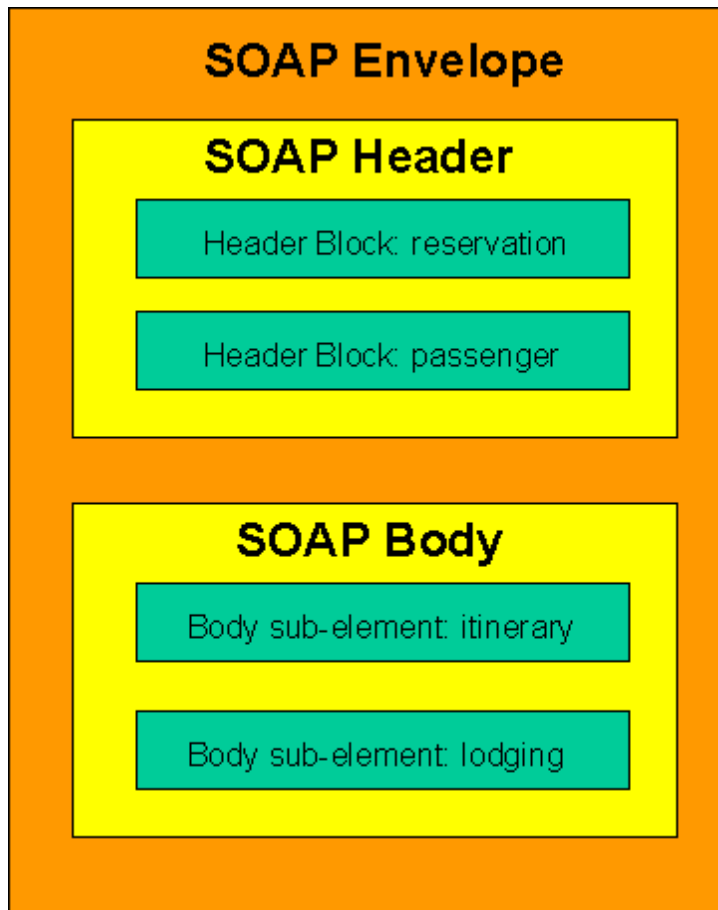 SOAP Envelope
SOAP Header
Header Block: reservation
Header Block: passenger
SOAP Body
Body sub-element: itinerary
Body sub-element: lodging